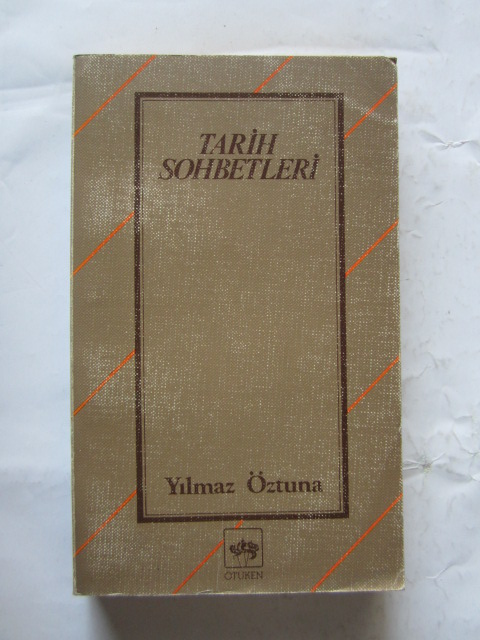 TARİH
SOHBETLERİ
Yılmaz Öztuna
ÖTÜKEN